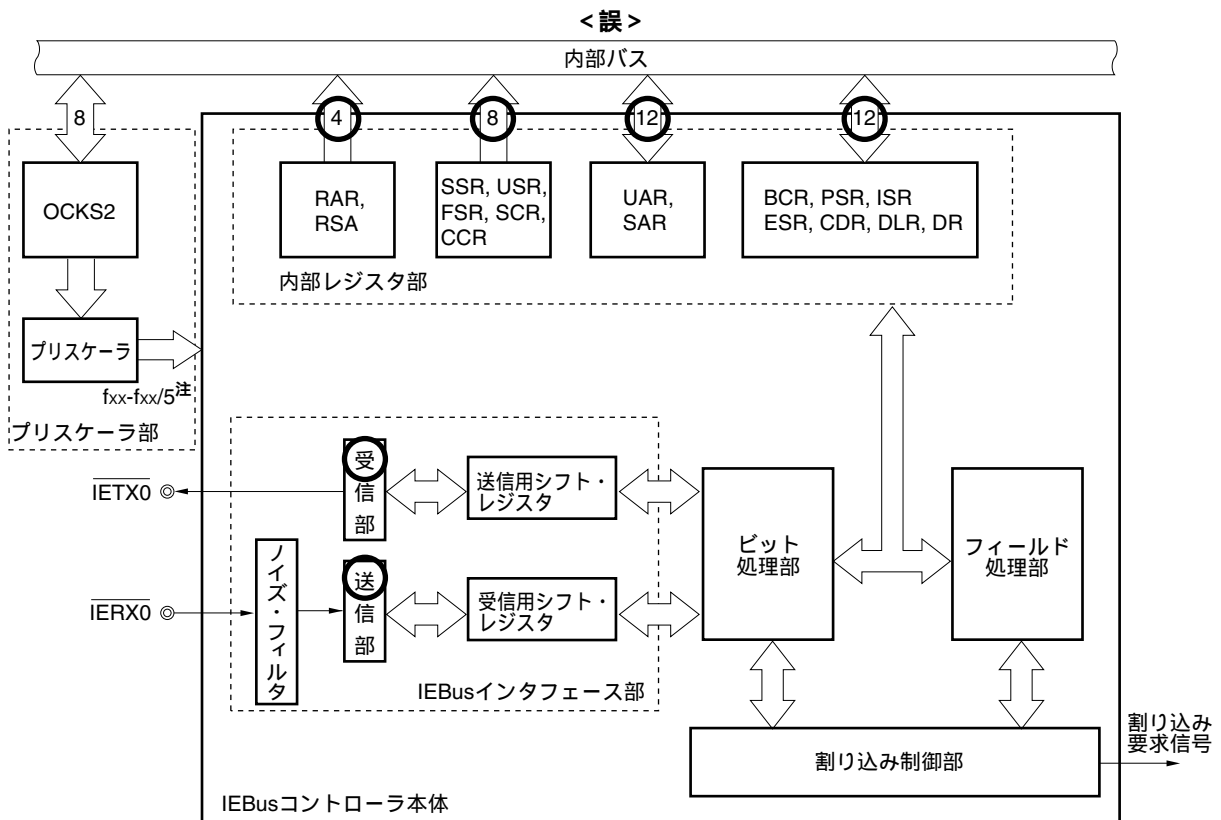 <誤>
内部バス
8
4
8
12
12
OCKS2
RAR,
RSA
SSR, USR,
FSR, SCR,
CCR
UAR,
SAR
BCR, PSR, ISR
ESR, CDR, DLR, DR
内部レジスタ部
プリスケーラ
fxx-fxx/5注
プリスケーラ部
受信部
送信用シフト・
レジスタ
IETX0
ビット
処理部
フィールド
処理部
ノイズ・フィルタ
送信部
受信用シフト・
レジスタ
IERX0
IEBusインタフェース部
割り込み
要求信号
割り込み制御部
IEBusコントローラ本体